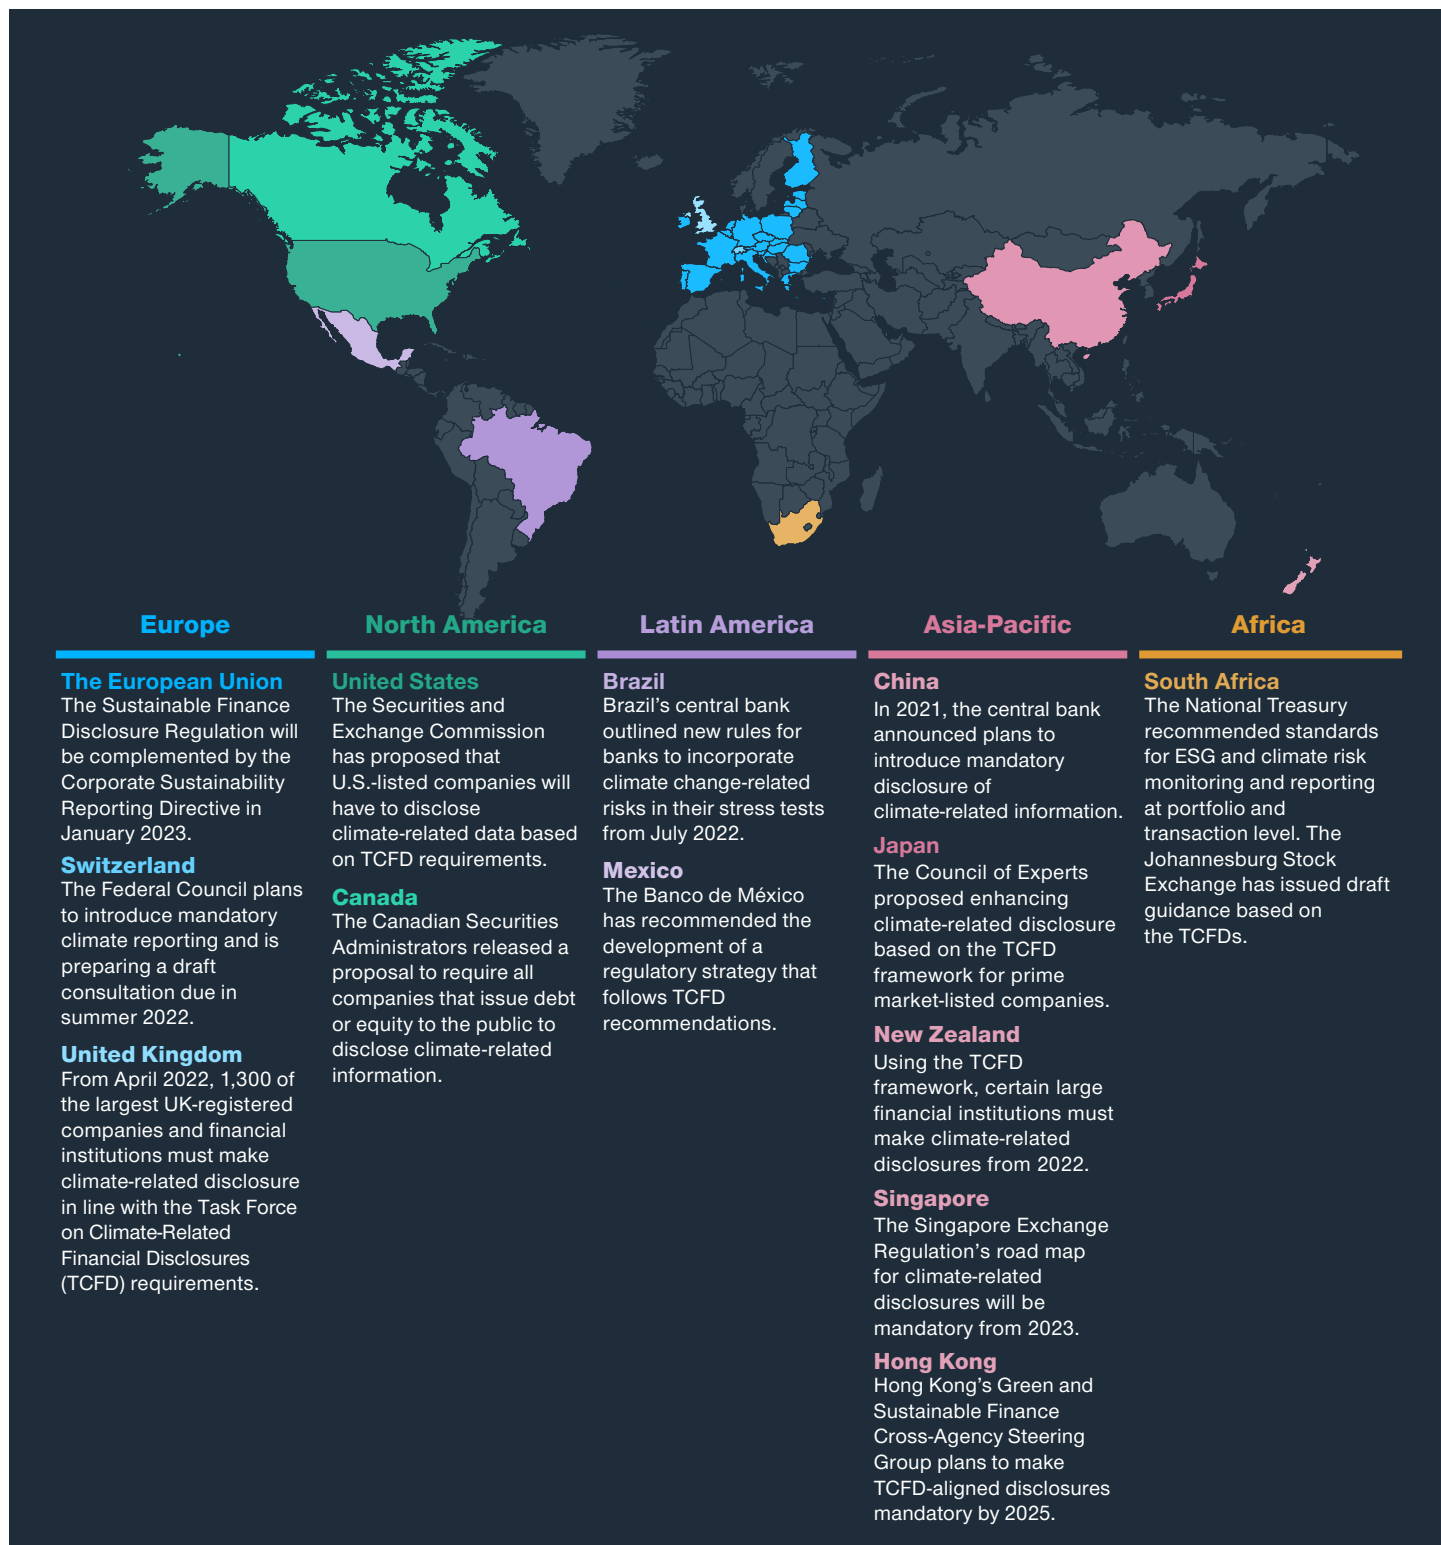 Europe
The European Union
The Sustainable Finance
Disclosure Regulation will
be complemented by the
Corporate Sustainability
Reporting Directive in
January 2023.
Switzerland
The Federal Council plans
to introduce mandatory
climate reporting and is
preparing a draft
consultation due in
summer 2022.
United Kingdom
From April 2022, 1,300 of
the largest UK-registered
companies and financial
institutions must make
climate-related disclosure
in line with the Task Force
on Climate-Related
Financial Disclosures
(TCFD) requirements.
North America
United States
The Securities and
Exchange Commission
has proposed that
U.S.-listed companies will
have to disclose
climate-related data based
on TCFD requirements.
Canada
The Canadian Securities
Administrators released a
proposal to require all
companies that issue debt
or equity to the public to
disclose climate-related
information.
Latin America
Brazil
Brazil’s central bank
outlined new rules for
banks to incorporate
climate change-related
risks in their stress tests
from July 2022.
Mexico
The Banco de México
has recommended the
development of a
regulatory strategy that
follows TCFD
recommendations.
Asia-Pacific
China
In 2021, the central bank
announced plans to
introduce mandatory
disclosure of
climate-related information.
Japan
The Council of Experts
proposed enhancing
climate-related disclosure
based on the TCFD
framework for prime
market-listed companies.
New Zealand
Using the TCFD
framework, certain large
financial institutions must
make climate-related
disclosures from 2022.
Singapore
The Singapore Exchange
Regulation’s road map
for climate-related
disclosures will be
mandatory from 2023.
Hong Kong
Hong Kong’s Green and
Sustainable Finance
Cross-Agency Steering
Group plans to make
TCFD-aligned disclosures
mandatory by 2025.
Africa
South Africa
The National Treasury
recommended standards
for ESG and climate risk
monitoring and reporting
at portfolio and
transaction level. The
Johannesburg Stock
Exchange has issued draft
guidance based on
the TCFDs.